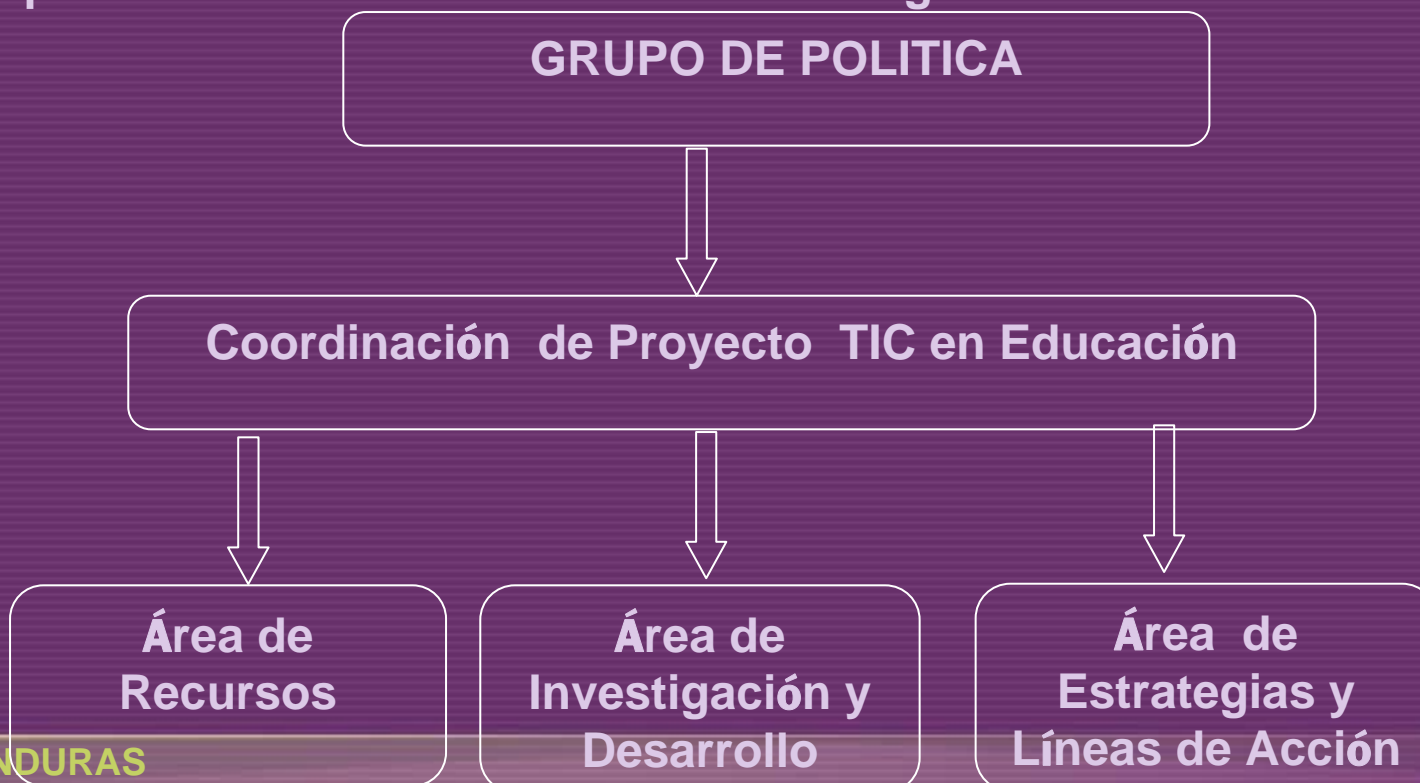 GRUPO DE POLITICA
Coordinación de Proyecto TIC en Educación
Área de
Recursos
Área de
Investigación y
Desarrollo
Área de
Estrategias y
Líneas de Acción
NDURAS